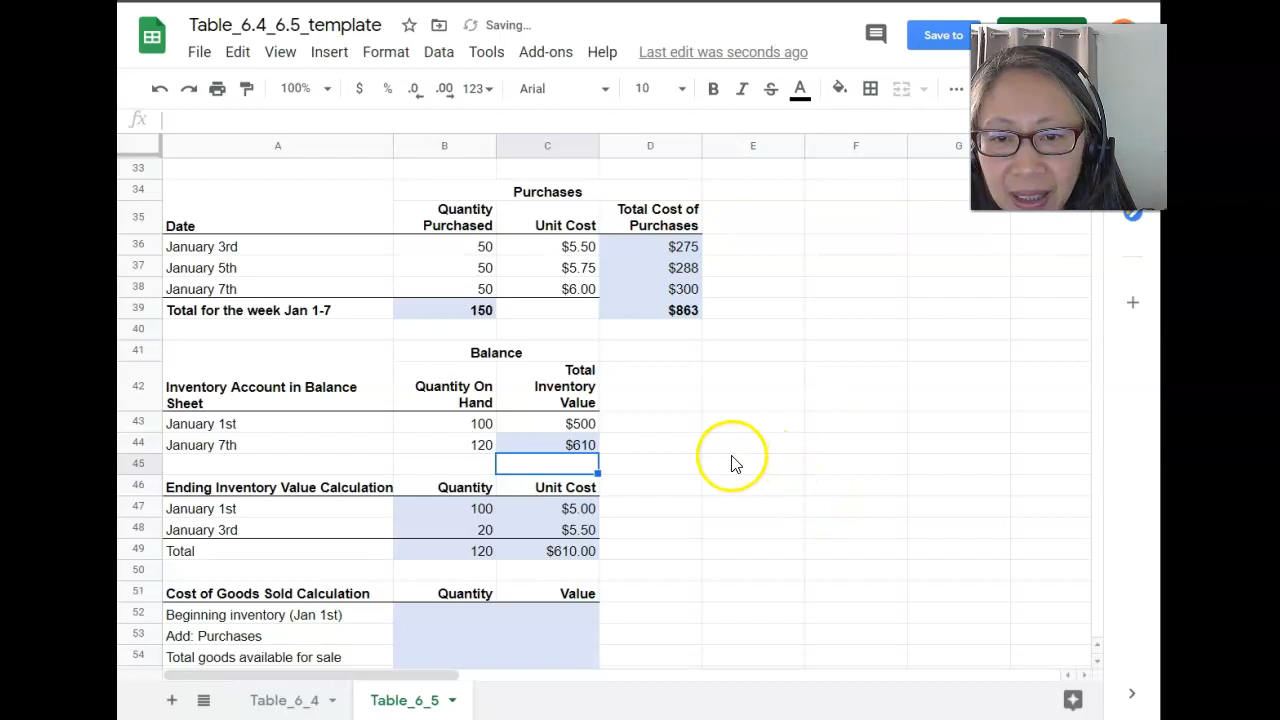 Table_6.4_6.5_template Saving...
File Edit View Insert Format Data Tools Add-ons Help Last edit was seconds ago
Save to
100% $ % .0 .00 123 Arial 10 B I S A ...
fx
A B C D E F G
33
34 Purchases
35 Date Quantity Purchased Unit Cost Total Cost of Purchases
36 January 3rd 50 $5.50 $275
37 January 5th 50 $5.75 $288
38 January 7th 50 $6.00 $300
39 Total for the week Jan 1-7 150 $863
40
41 Balance
42 Inventory Account in Balance Sheet Quantity On Hand Total Inventory Value
43 January 1st 100 $500
44 January 7th 120 $610
45
46 Ending Inventory Value Calculation Quantity Unit Cost
47 January 1st 100 $5.00
48 January 3rd 20 $5.50
49 Total 120 $610.00
50
51 Cost of Goods Sold Calculation Quantity Value
52 Beginning inventory (Jan 1st)
53 Add: Purchases
54 Total goods available for sale
Table_6_4 Table_6_5